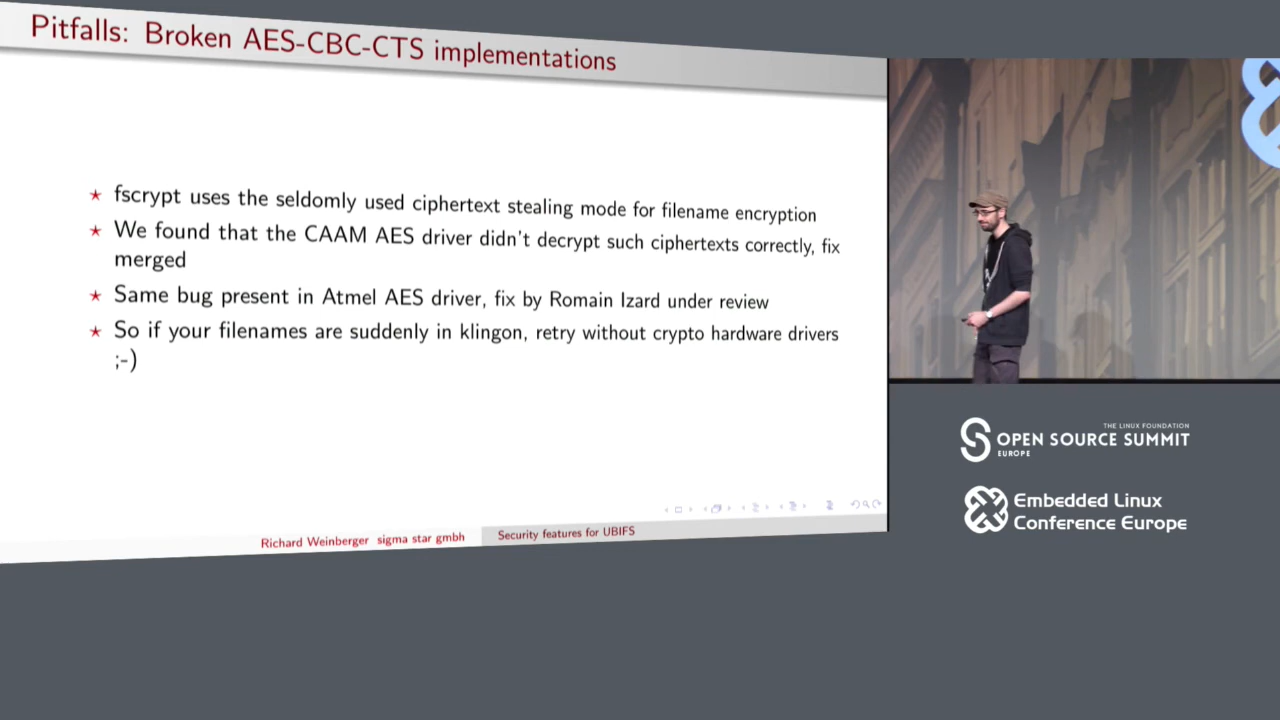 Pitfalls: Broken AES-CBC-CTS implementations
★ fscrypt uses the seldomly used ciphertext stealing mode for filename encryption
★ We found that the CAAM AES driver didn't decrypt such ciphertexts correctly, fix
merged
★ Same bug present in Atmel AES driver, fix by Romain Izard under review
★ So if your filenames are suddenly in klingon, retry without crypto hardware drivers
;-)
Richard Weinberger sigma star gmbh
Security features for UBIFS
THE LINUX FOUNDATION
OPEN SOURCE SUMMIT
EUROPE
Embedded Linux
Conference Europe